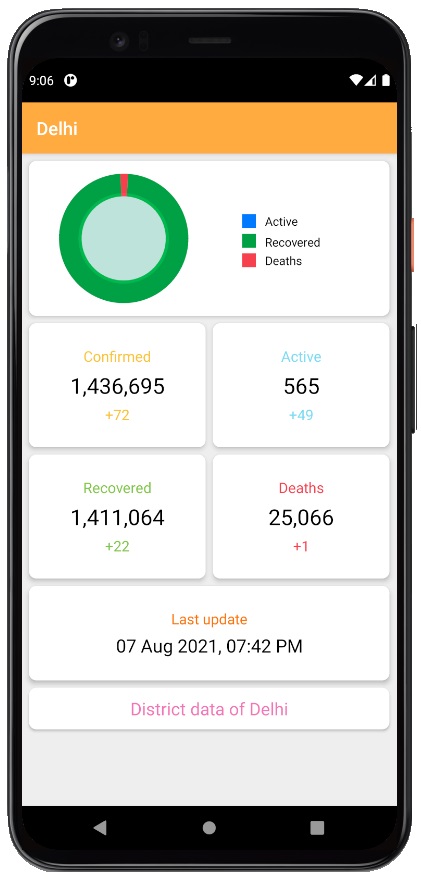 9:06
Delhi
Active
Recovered
Deaths
Confirmed
1,436,695
+72
Active
565
+49
Recovered
1,411,064
+22
Deaths
25,066
+1
Last update
07 Aug 2021, 07:42 PM
District data of Delhi